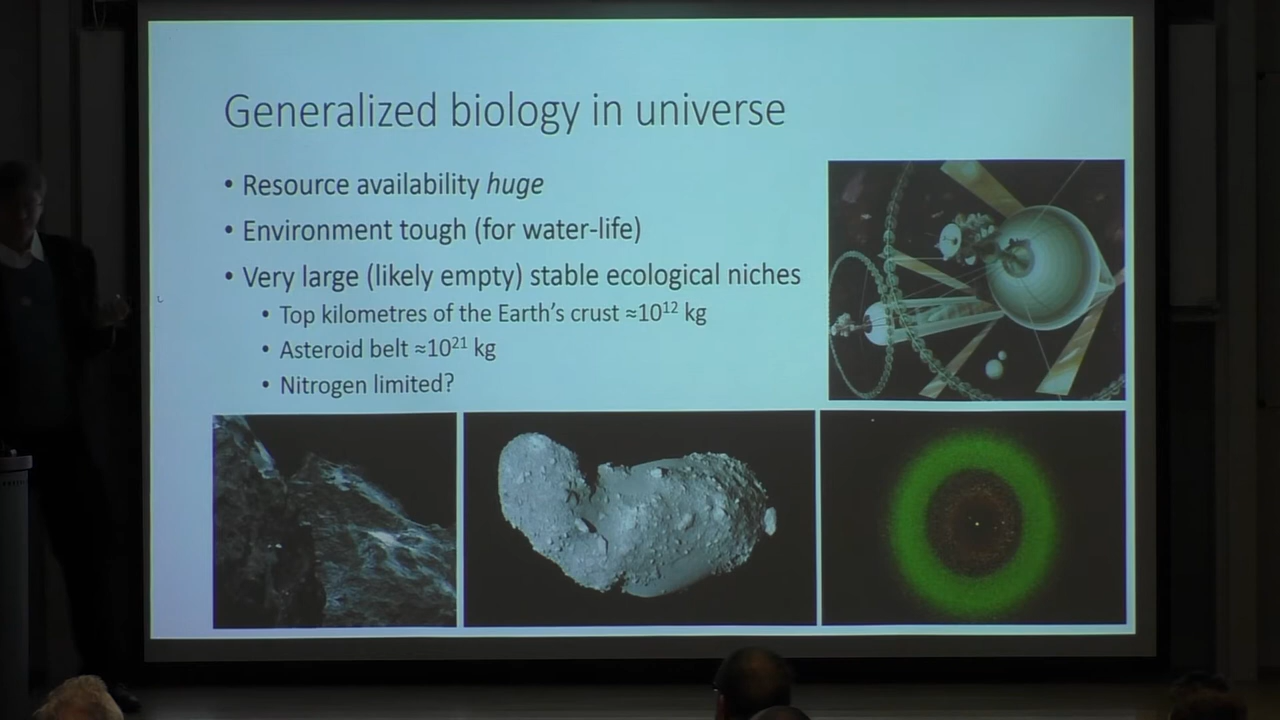 Generalized biology in universe
• Resource availability huge
• Environment tough (for water-life)
• Very large (likely empty) stable ecological niches
• Top kilometres of the Earth's crust ≈10¹² kg
• Asteroid belt ≈10²¹ kg
• Nitrogen limited?